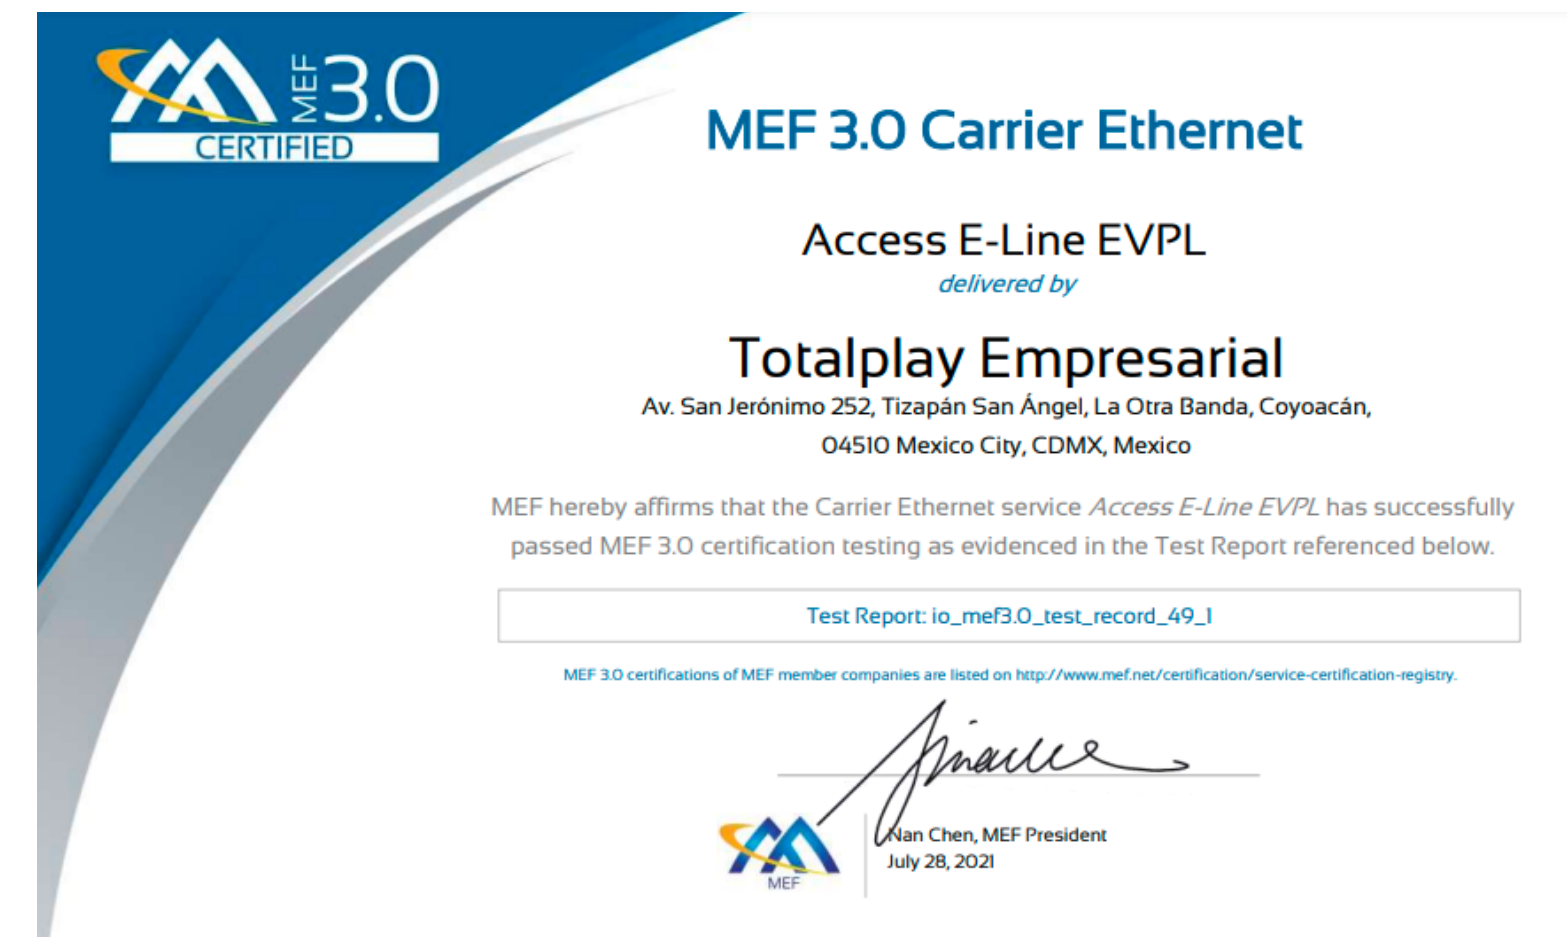 MEF 3.0
CERTIFIED
MEF 3.0 Carrier Ethernet
Access E-Line EVPL
delivered by
Totalplay Empresarial
Av. San Jerónimo 252, Tizapán San Ángel, La Otra Banda, Coyoacán,
04510 Mexico City, CDMX, Mexico
MEF hereby affirms that the Carrier Ethernet service Access E-Line EVPL has successfully
passed MEF 3.0 certification testing as evidenced in the Test Report referenced below.
Test Report: io_mef3.0_test_record_49_1
MEF 3.0 certifications of MEF member companies are listed on http://www.mef.net/certification/service-certification-registry.
Nan Chen, MEF President
July 28, 2021
MEF